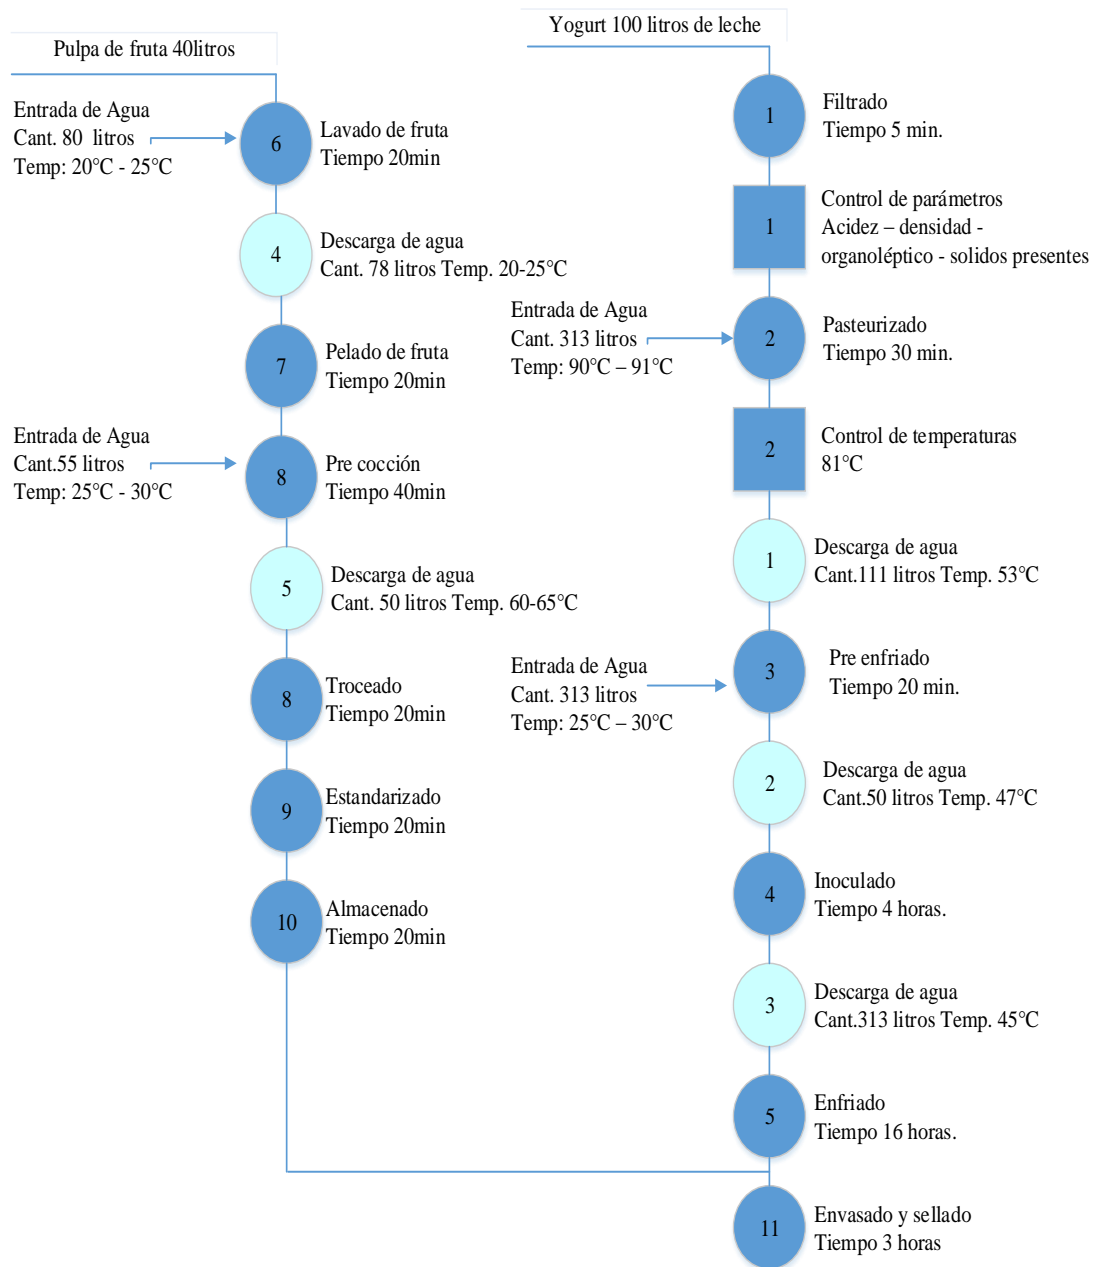 Pulpa de fruta 40litros
Entrada de Agua
Cant. 80 litros
Temp: 20°C - 25°C
6
Lavado de fruta
Tiempo 20min
4
Descarga de agua
Cant. 78 litros Temp. 20-25°C
7
Pelado de fruta
Tiempo 20min
Entrada de Agua
Cant.55 litros
Temp: 25°C - 30°C
8
Pre cocción
Tiempo 40min
5
Descarga de agua
Cant. 50 litros Temp. 60-65°C
8
Troceado
Tiempo 20min
9
Estandarizado
Tiempo 20min
10
Almacenado
Tiempo 20min
Yogurt 100 litros de leche
1
Filtrado
Tiempo 5 min.
1
Control de parámetros
Acidez – densidad -
organoléptico - solidos presentes
Entrada de Agua
Cant. 313 litros
Temp: 90°C – 91°C
2
Pasteurizado
Tiempo 30 min.
2
Control de temperaturas
81°C
1
Descarga de agua
Cant.111 litros Temp. 53°C
Entrada de Agua
Cant. 313 litros
Temp: 25°C – 30°C
3
Pre enfriado
Tiempo 20 min.
2
Descarga de agua
Cant.50 litros Temp. 47°C
4
Inoculado
Tiempo 4 horas.
3
Descarga de agua
Cant.313 litros Temp. 45°C
5
Enfriado
Tiempo 16 horas.
11
Envasado y sellado
Tiempo 3 horas